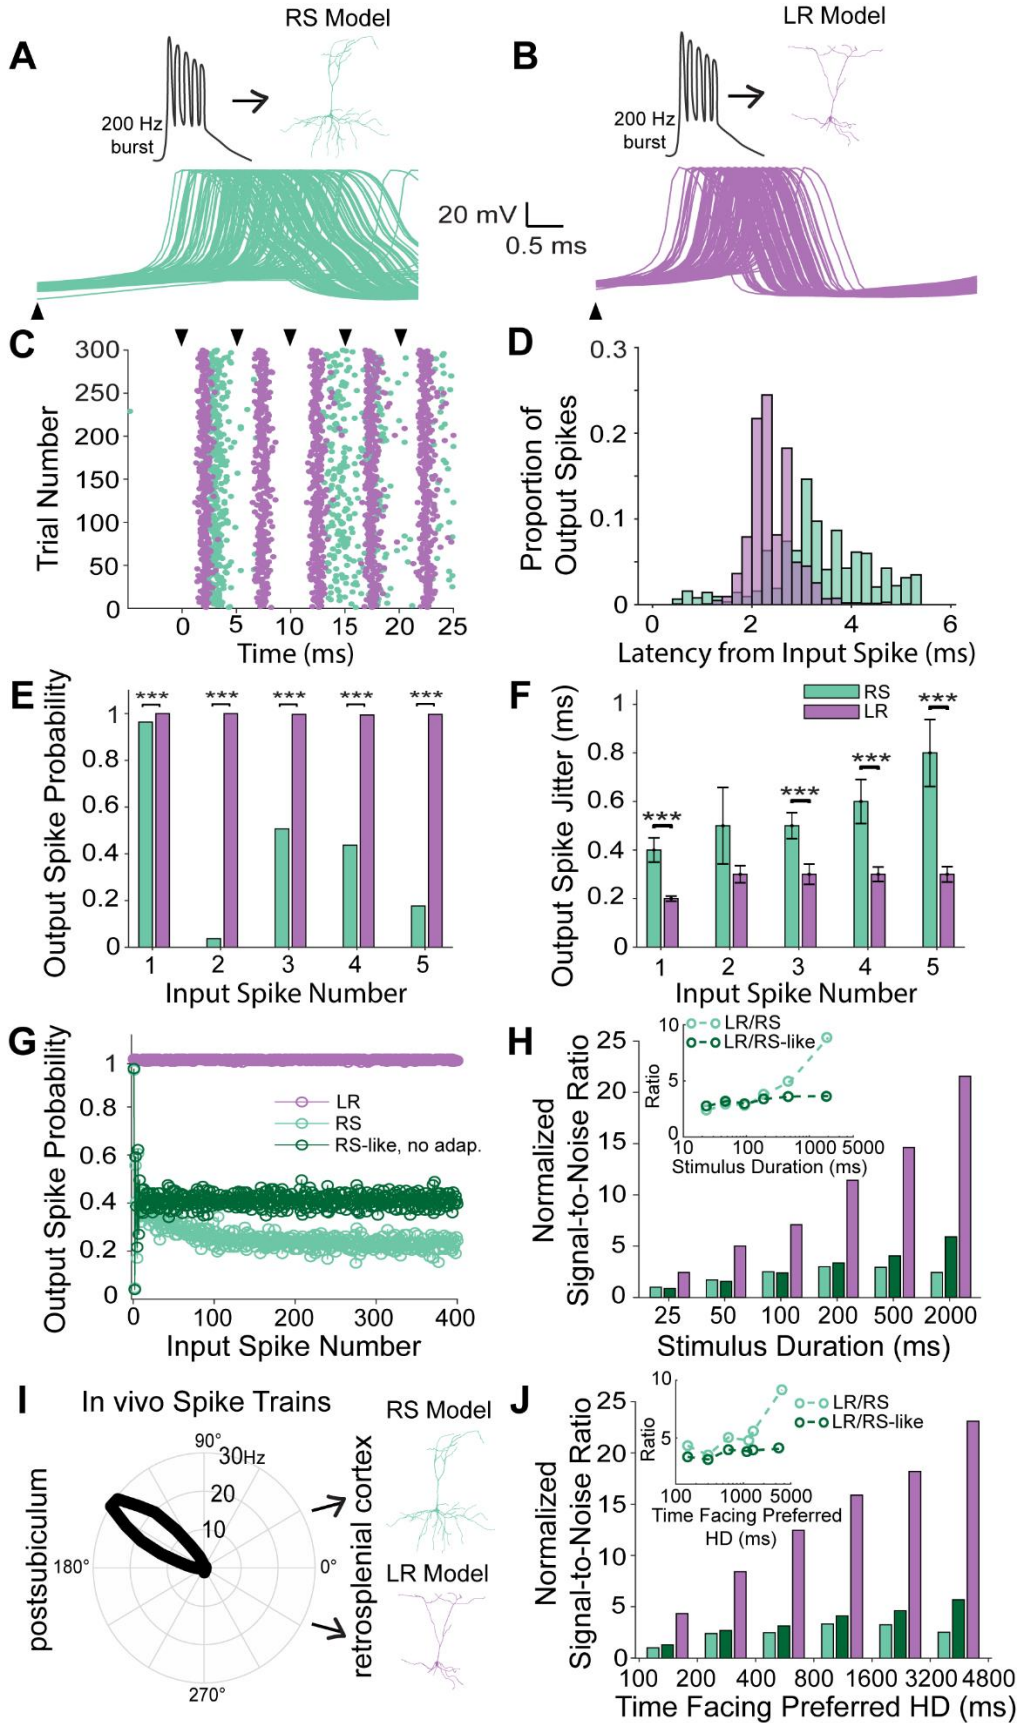 RS Model
LR Model
A
B
200 Hz
burst
200 Hz
burst
20 mV
0.5 ms
C
300
250
200
150
100
50
0
Trial Number
0 5 10 15 20 25
Time (ms)
D
0.3
0.2
0.1
0
Proportion of
Output Spikes
0 2 4 6
Latency from Input Spike (ms)
E
*** *** *** *** ***
1
0.8
0.6
0.4
0.2
0
Output Spike Probability
1 2 3 4 5
Input Spike Number
F
RS
LR
***
***
***
***
0.8
0.6
0.4
0.2
0
Output Spike Jitter (ms)
1 2 3 4 5
Input Spike Number
G
1
0.8
0.6
0.4
0.2
0
Output Spike Probability
LR
RS
RS-like, no adap.
0 100 200 300 400
Input Spike Number
H
25
20
15
10
5
0
Normalized
Signal-to-Noise Ratio
10
5
0
Ratio
LR/RS
LR/RS-like
10 100 1000 5000
Stimulus Duration (ms)
25 50 100 200 500 2000
Stimulus Duration (ms)
I
In vivo Spike Trains
postsubiculum
90°
30Hz
20
10
180°
0°
270°
retrosplenial cortex
RS Model
LR Model
J
25
20
15
10
5
0
Normalized
Signal-to-Noise Ratio
10
5
Ratio
LR/RS
LR/RS-like
100 1000 5000
Time Facing Preferred
HD (ms)
100 200 400 800 1600 3200 4800
Time Facing Preferred HD (ms)